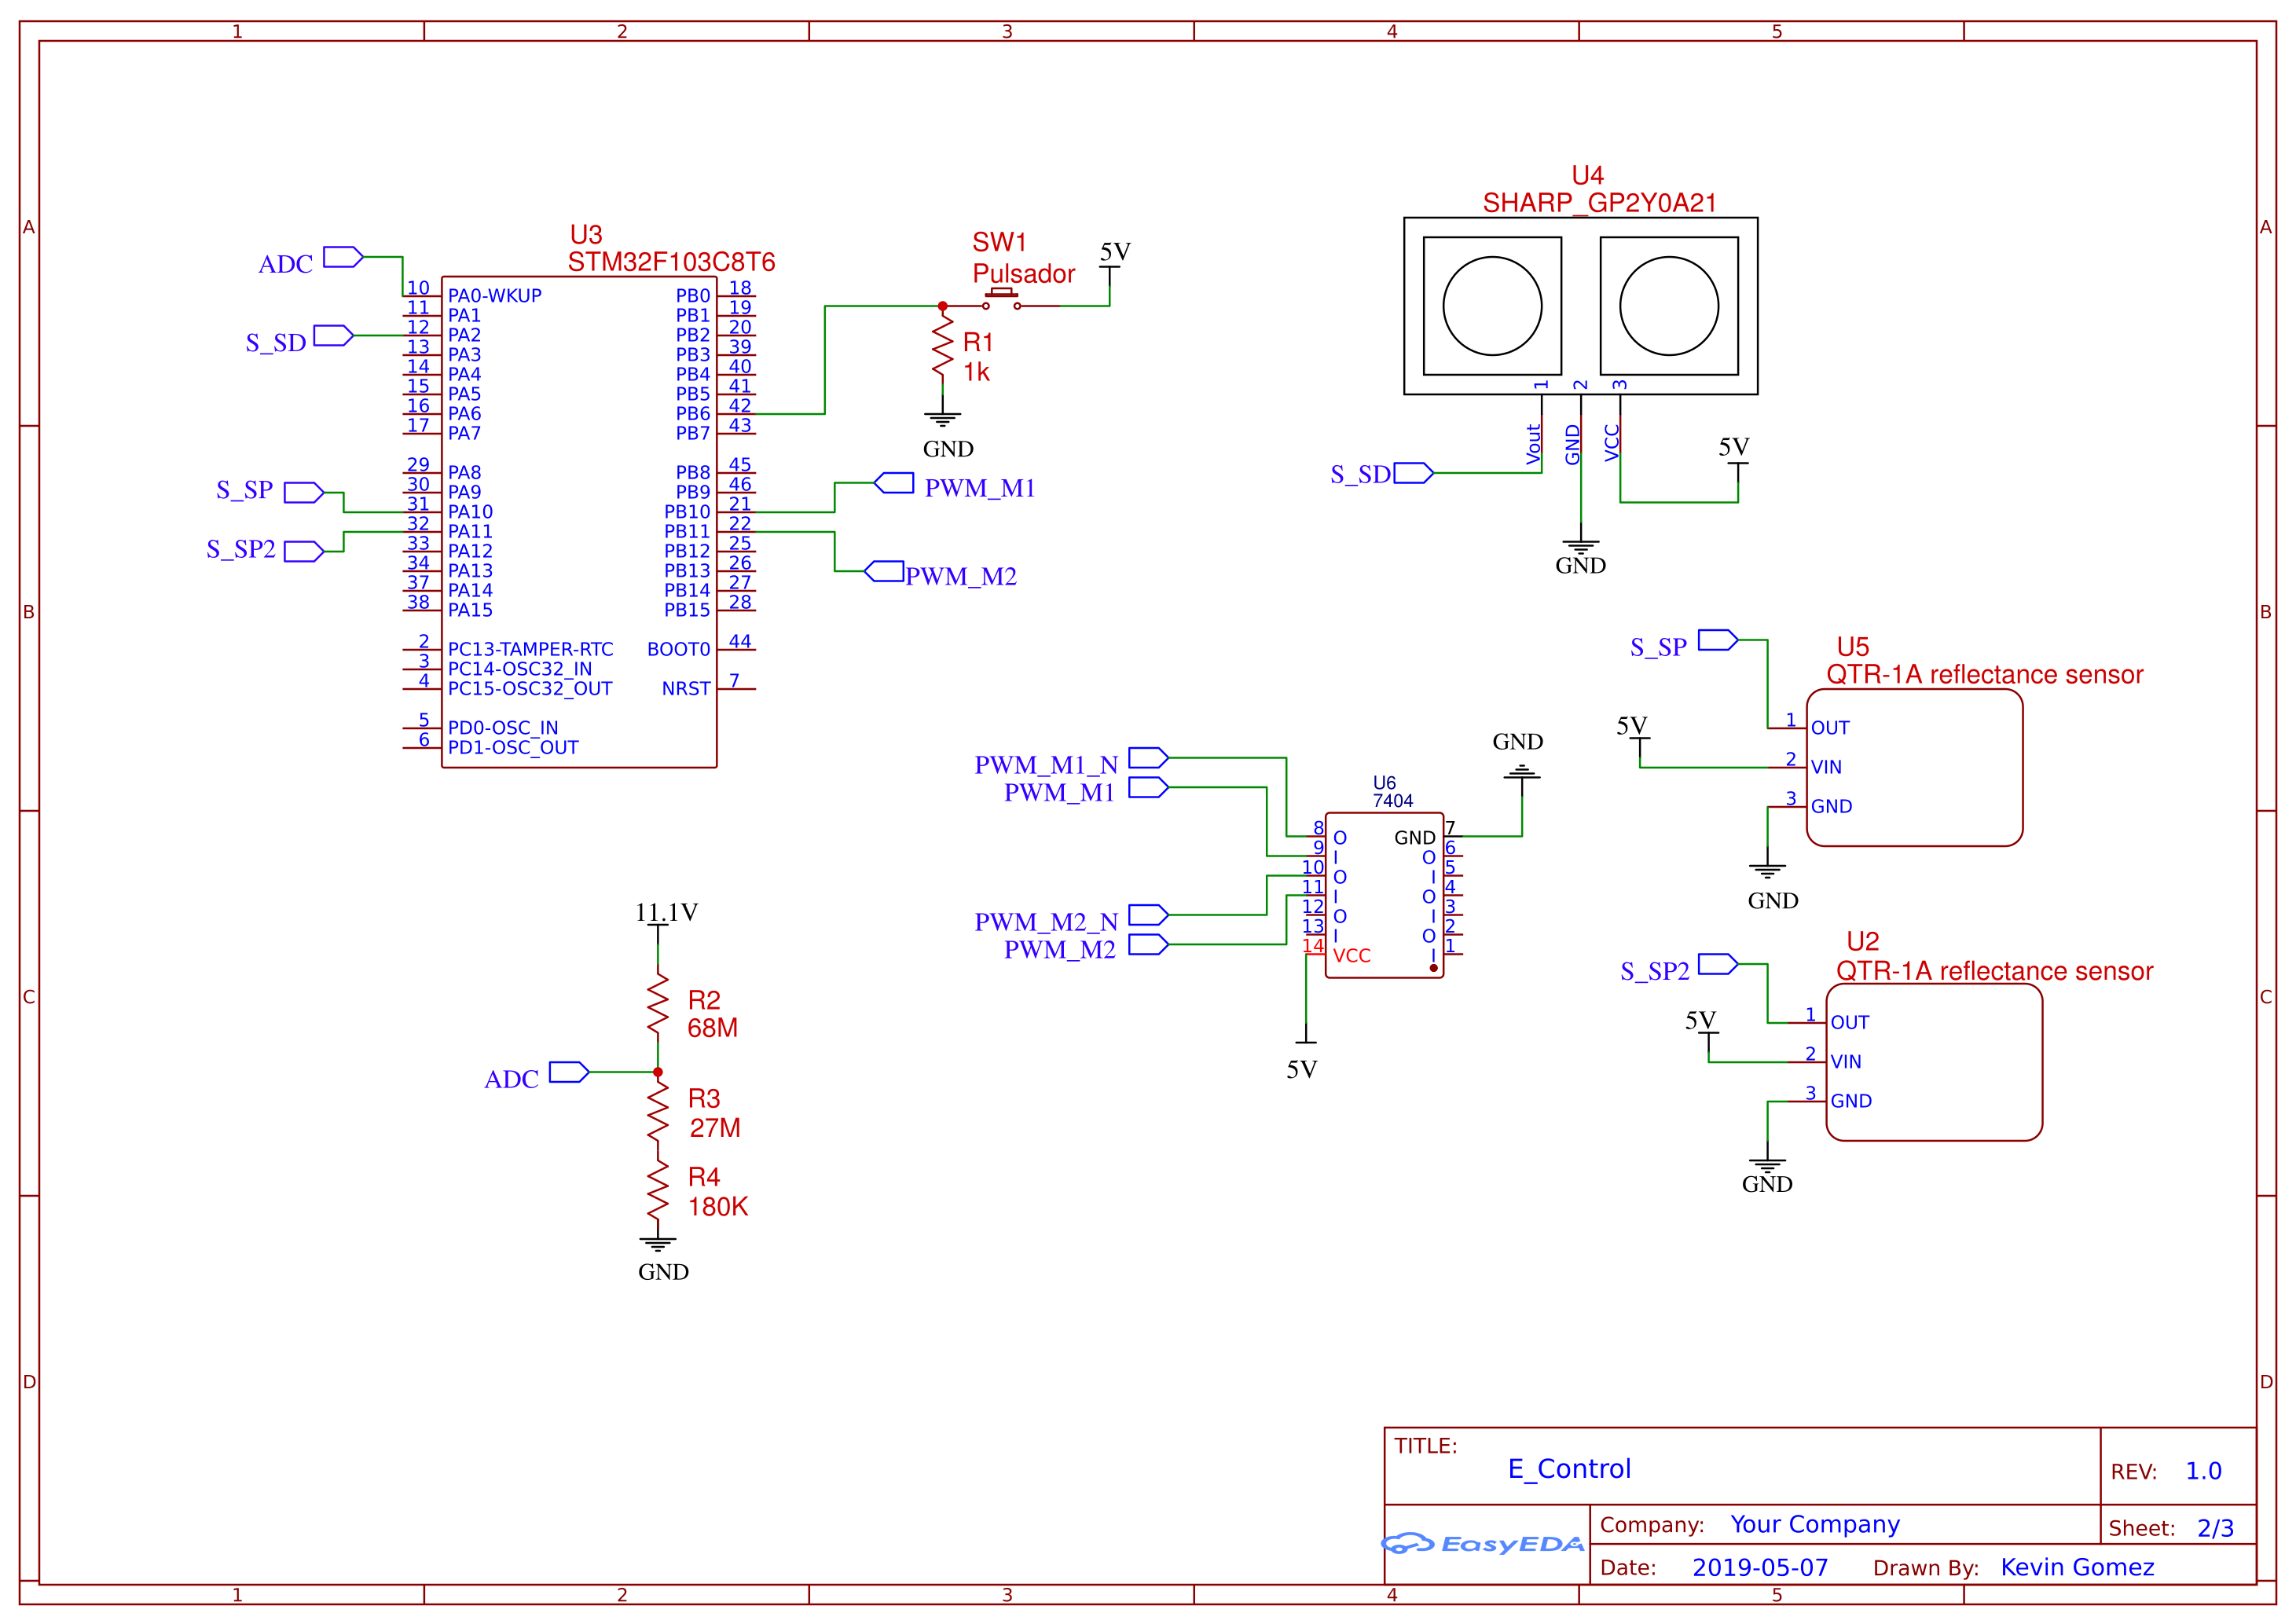 1 2 3 4 5
A
B
C
D
A
B
C
D
U3
STM32F103C8T6
ADC
S_SD
S_SP
S_SP2
10 PA0-WKUP
11 PA1
12 PA2
13 PA3
14 PA4
15 PA5
16 PA6
17 PA7
29 PA8
30 PA9
31 PA10
32 PA11
33 PA12
34 PA13
37 PA14
38 PA15
2 PC13-TAMPER-RTC
3 PC14-OSC32_IN
4 PC15-OSC32_OUT
5 PD0-OSC_IN
6 PD1-OSC_OUT
PB0 18
PB1 19
PB2 20
PB3 39
PB4 40
PB5 41
PB6 42
PB7 43
PB8 45
PB9 46
PB10 21
PB11 22
PB12 25
PB13 26
PB14 27
PB15 28
BOOT0 44
NRST 7
SW1
Pulsador
5V
R1
1k
GND
PWM_M1
PWM_M2
U4
SHARP_GP2Y0A21
1 2 3
Vout GND VCC
S_SD
5V
GND
S_SP
U5
QTR-1A reflectance sensor
5V
1 OUT
2 VIN
3 GND
GND
S_SP2
U2
QTR-1A reflectance sensor
5V
1 OUT
2 VIN
3 GND
GND
PWM_M1_N
PWM_M1
PWM_M2_N
PWM_M2
GND
U6
7404
8 O
9 I
10 O
11 I
12 O
13 I
14 VCC
GND 7
O 6
I 5
O 4
I 3
O 2
I 1
5V
11.1V
R2
68M
ADC
R3
27M
R4
180K
GND
TITLE:
E_Control
REV: 1.0
EasyEDA
Company: Your Company
Sheet: 2/3
Date: 2019-05-07 Drawn By: Kevin Gomez
1 2 3 4 5